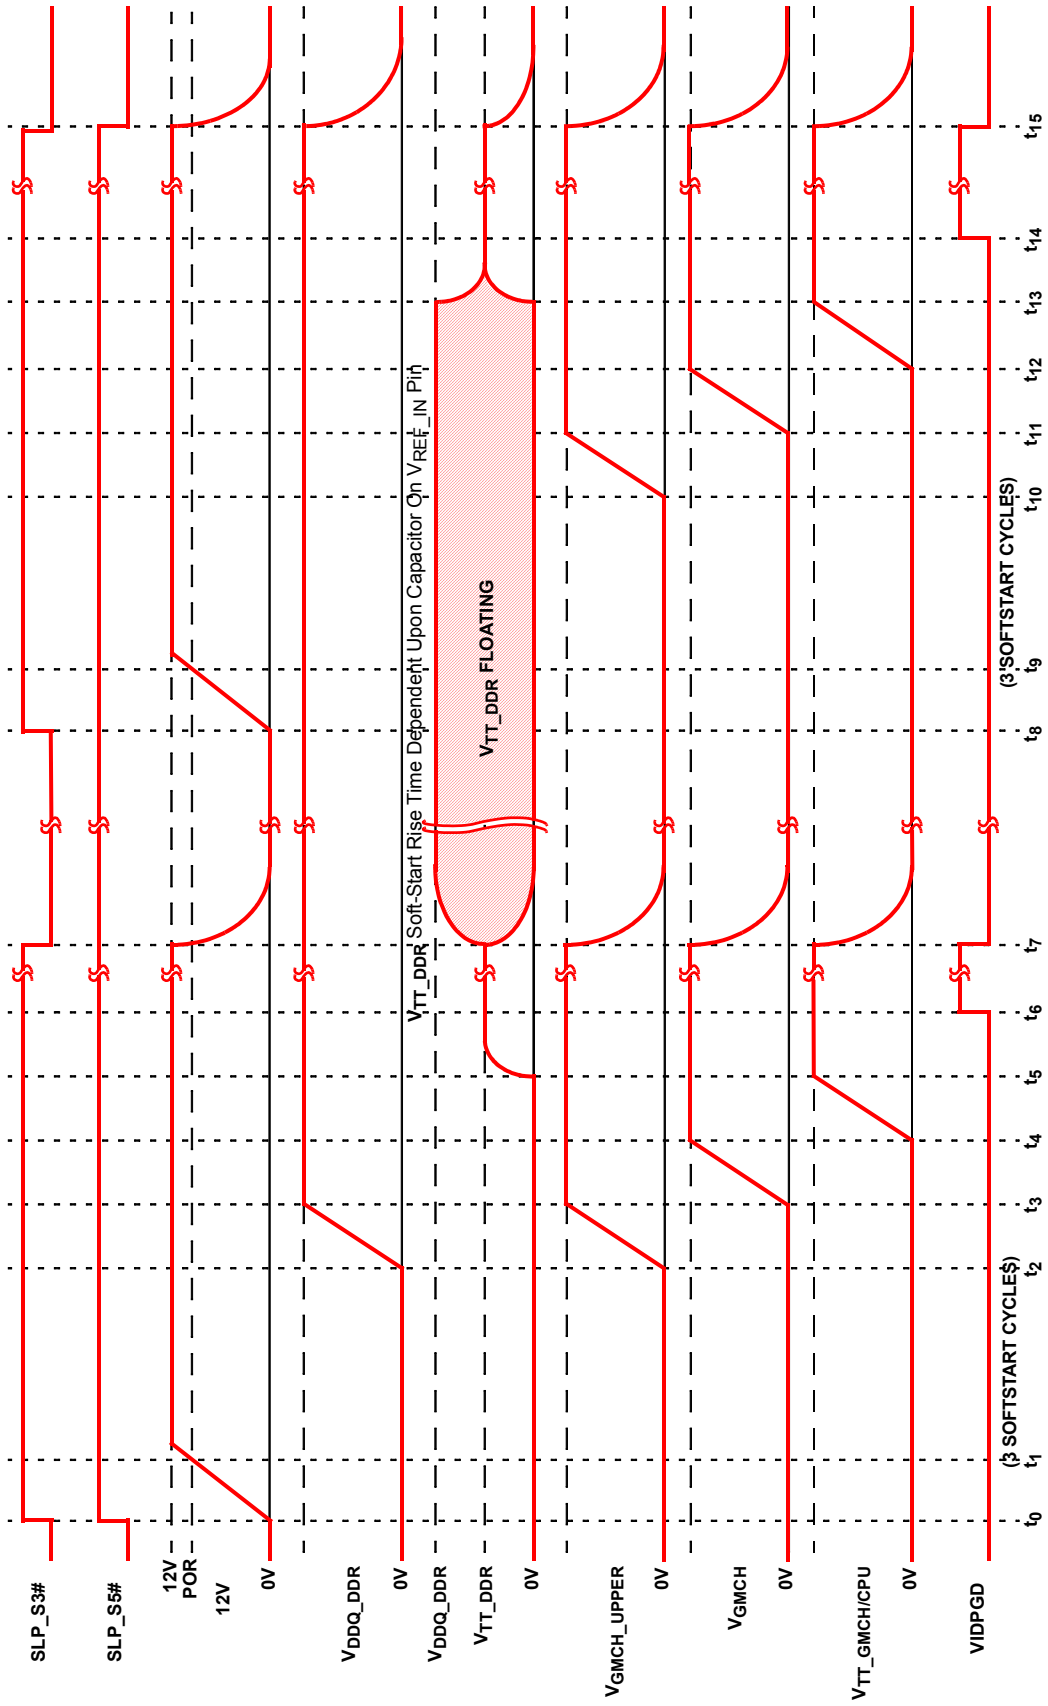 SLP_S3#
SLP_S5#
12V
POR
12V
0V
VDDQ_DDR
0V
VDDQ_DDR
VTT_DDR
0V
VTT_DDR Soft-Start Rise Time Dependent Upon Capacitor On VREF_IN Pin
VTT_DDR FLOATING
VGMCH_UPPER
0V
VGMCH
0V
VTT_GMCH/CPU
0V
VIDPGD
(3 SOFTSTART CYCLES)
(3 SOFTSTART CYCLES)
t0 t1 t2 t3 t4 t5 t6 t7 t8 t9 t10 t11 t12 t13 t14 t15